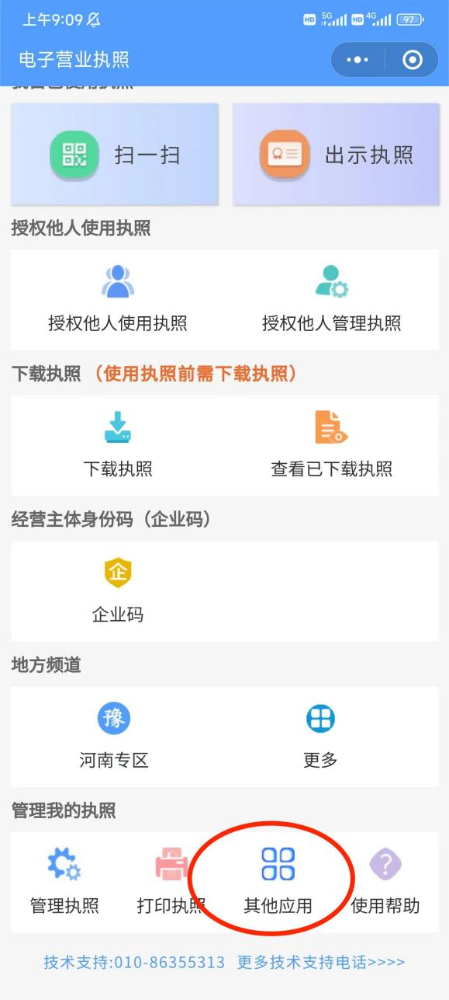 上午9:09
HD 5G HD 4G 97
电子营业执照
扫一扫
出示执照
授权他人使用执照
授权他人使用执照
授权他人管理执照
下载执照 （使用执照前需下载执照）
下载执照
查看已下载执照
经营主体身份码（企业码）
企
企业码
地方频道
豫
河南专区
更多
管理我的执照
管理执照
打印执照
其他应用
使用帮助
技术支持:010-86355313 更多技术支持电话>>>>